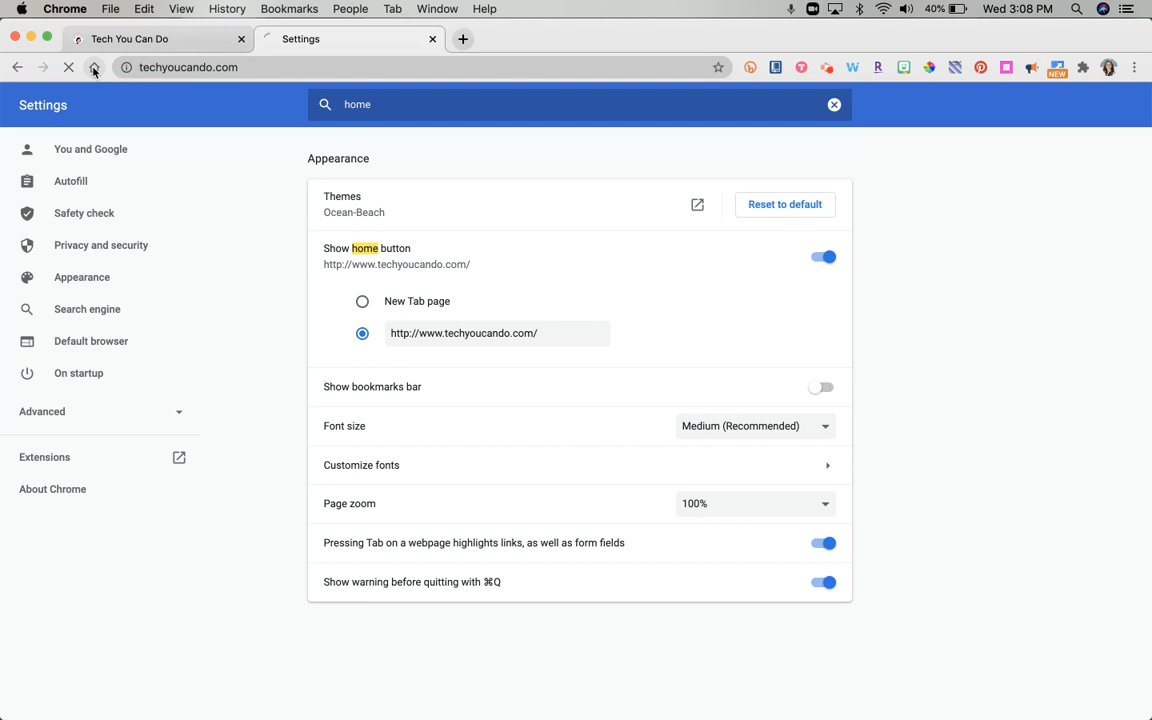 Chrome File Edit View History Bookmarks People Tab Window Help 40% Wed 3:08 PM
Tech You Can Do Settings
techyoucando.com NEW
Settings home
You and Google
Autofill
Safety check
Privacy and security
Appearance
Search engine
Default browser
On startup
Advanced
Extensions
About Chrome
Appearance
Themes
Ocean-Beach
Reset to default
Show home button
http://www.techyoucando.com/
New Tab page
http://www.techyoucando.com/
Show bookmarks bar
Font size Medium (Recommended)
Customize fonts
Page zoom 100%
Pressing Tab on a webpage highlights links, as well as form fields
Show warning before quitting with ⌘Q